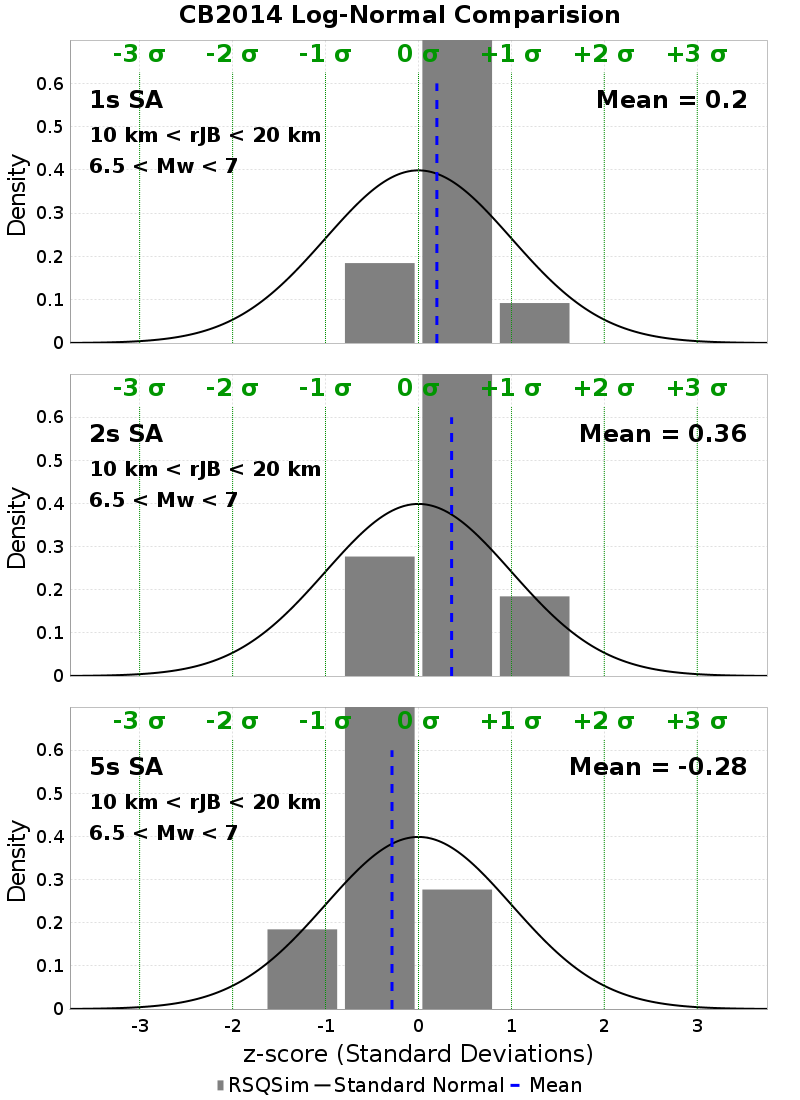 CB2014 Log-Normal Comparision
-3 σ -2 σ -1 σ 0 σ +1 σ +2 σ +3 σ
1s SA
Mean = 0.2
10 km < rJB < 20 km
6.5 < Mw < 7
Density
0.6
0.5
0.4
0.3
0.2
0.1
0
-3 σ -2 σ -1 σ 0 σ +1 σ +2 σ +3 σ
2s SA
Mean = 0.36
10 km < rJB < 20 km
6.5 < Mw < 7
Density
0.6
0.5
0.4
0.3
0.2
0.1
0
-3 σ -2 σ -1 σ 0 σ +1 σ +2 σ +3 σ
5s SA
Mean = -0.28
10 km < rJB < 20 km
6.5 < Mw < 7
Density
0.6
0.5
0.4
0.3
0.2
0.1
0
-3 -2 -1 0 1 2 3
z-score (Standard Deviations)
RSQSim Standard Normal Mean